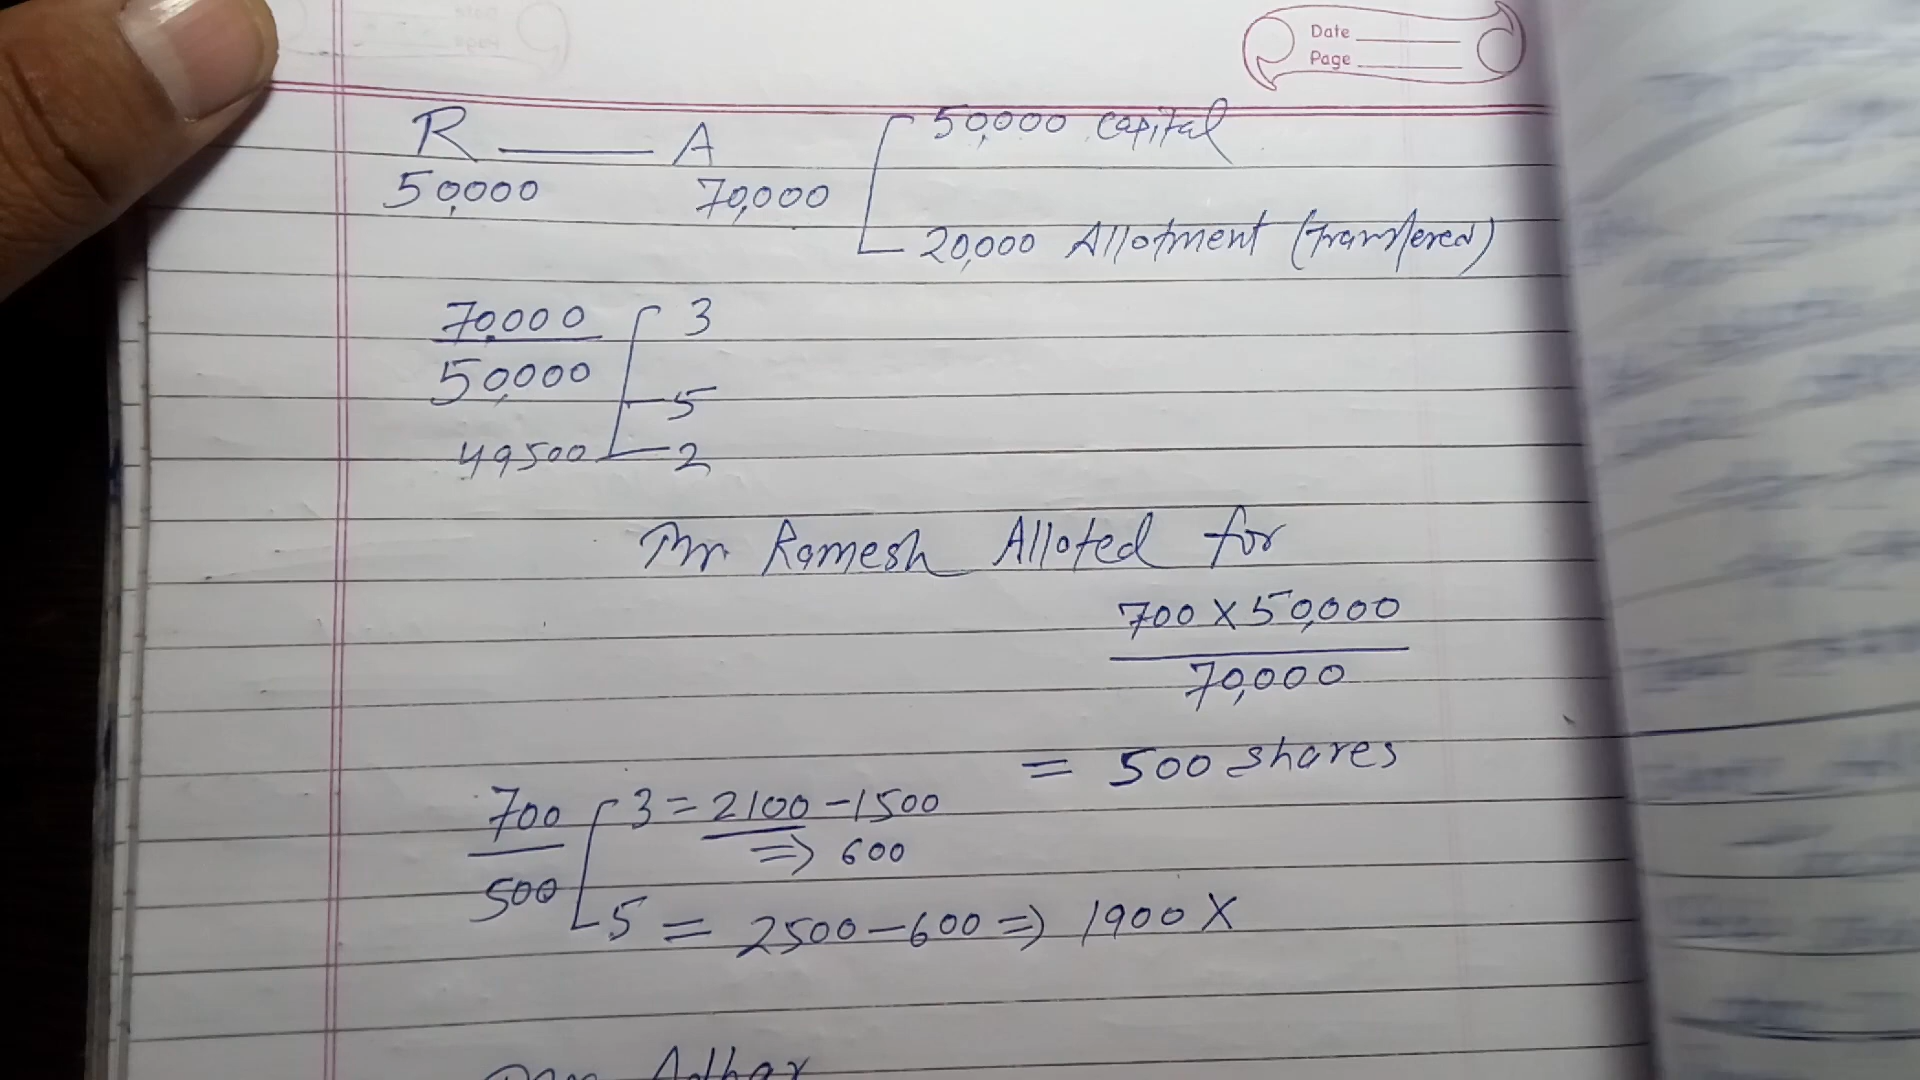 Date
Page
R — A
50,000 70,000
50,000 capital
20,000 Allotment (Transfered)
70,000 3
50,000
5
49500 2
Mr Ramesh Alloted for
700 X 50,000
70,000
= 500 shares
700 3 = 2100 - 1500
=> 600
500
5 = 2500 - 600 => 1900 X